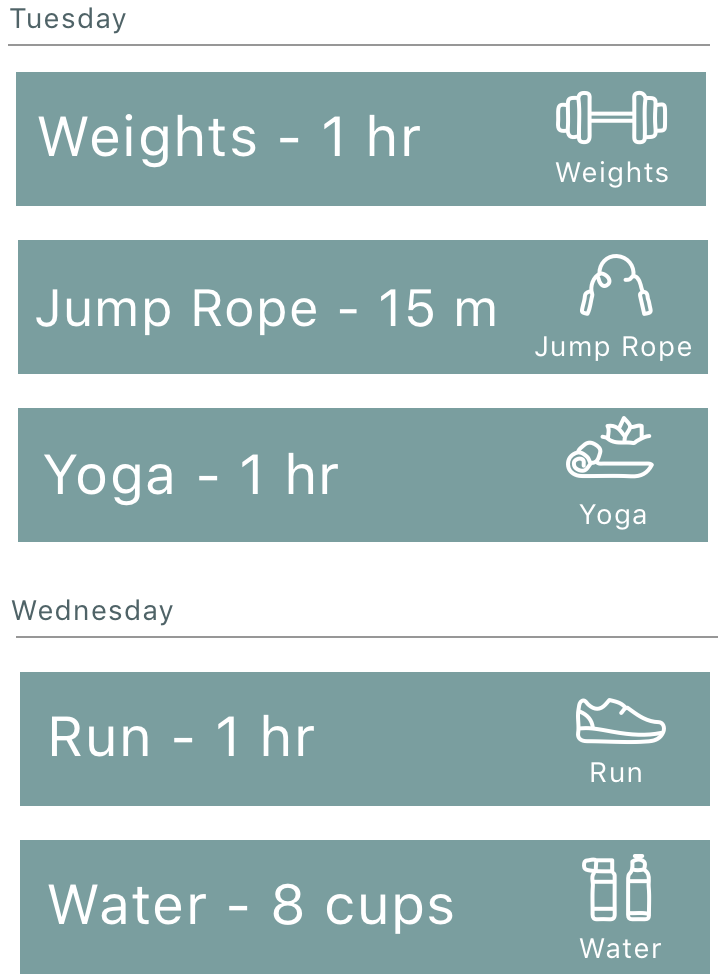 Tuesday
Weights - 1 hr
Weights
Jump Rope - 15 m
Jump Rope
Yoga - 1 hr
Yoga
Wednesday
Run - 1 hr
Run
Water - 8 cups
Water